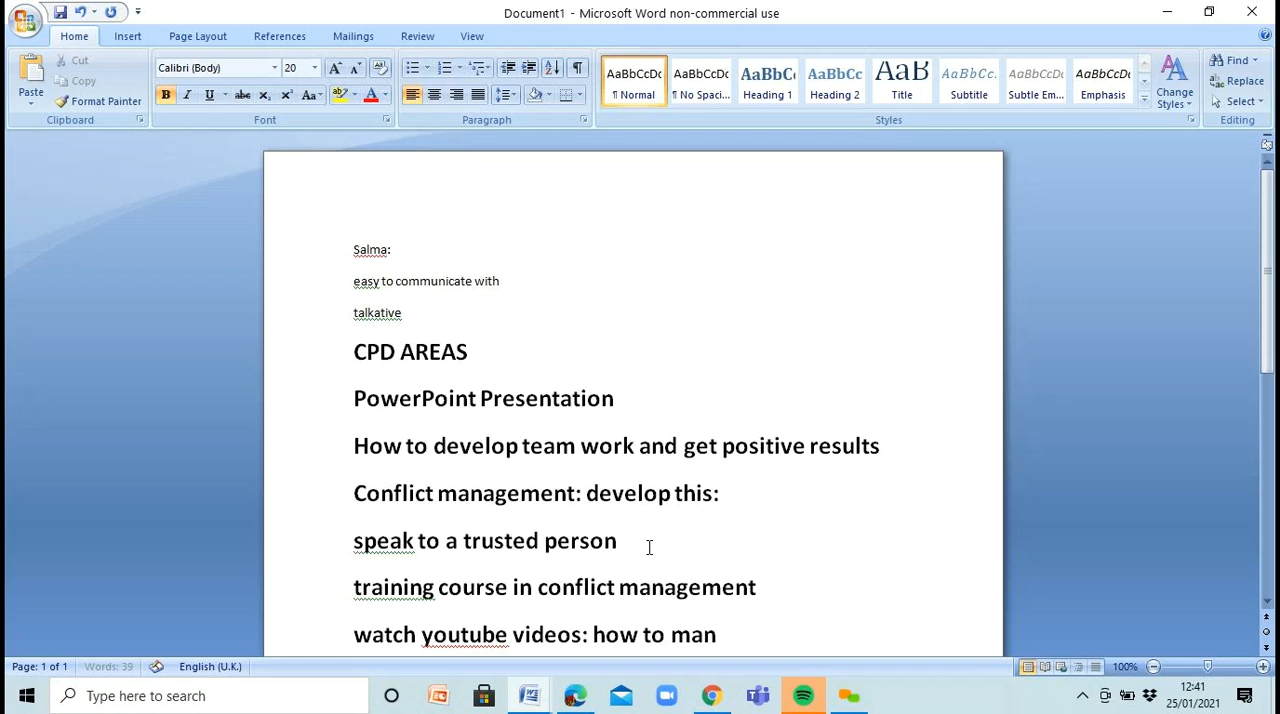 Document1 - Microsoft Word non-commercial use
Home Insert Page Layout References Mailings Review View
Paste
Cut
Copy
Format Painter
Clipboard
Calibri (Body) 20
B I U abc X₂ X² Aa
Font
Paragraph
AaBbCcDc AaBbCcDc AaBbC AaBbCc AaB AaBbCc. AaBbCcDc AaBbCcDc
¶ Normal ¶ No Spaci... Heading 1 Heading 2 Title Subtitle Subtle Em... Emphasis
Change Styles
Styles
Find
Replace
Select
Editing
Salma:
easy to communicate with
talkative
CPD AREAS
PowerPoint Presentation
How to develop team work and get positive results
Conflict management: develop this:
speak to a trusted person
training course in conflict management
watch youtube videos: how to man
Page: 1 of 1 Words: 39 English (U.K.) 100%
Type here to search
12:41
25/01/2021